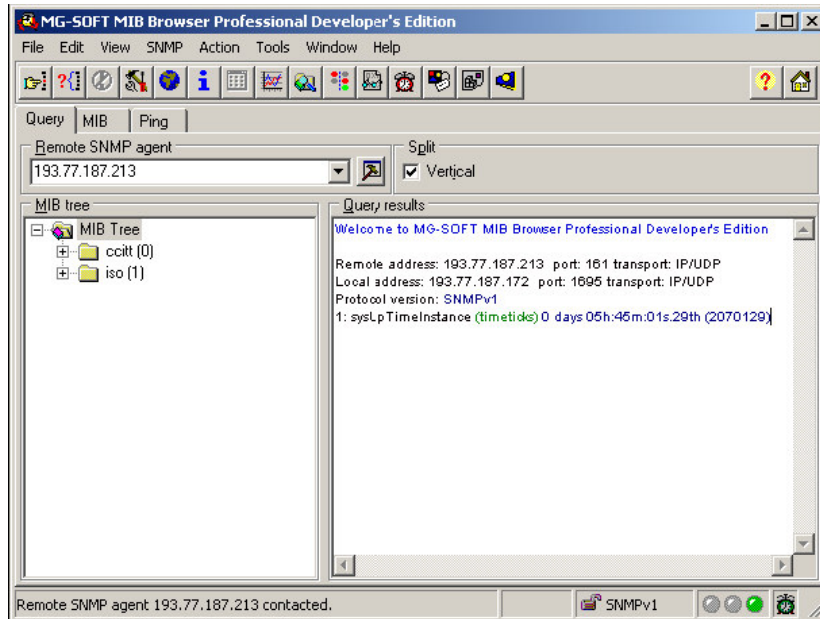 MG-SOFT MIB Browser Professional Developer's Edition
File Edit View SNMP Action Tools Window Help
Query MIB Ping
Remote SNMP agent
Split
193.77.187.213
Vertical
MIB tree
Query results
MIB Tree
ccitt (0)
iso (1)
Welcome to MG-SOFT MIB Browser Professional Developer's Edition
Remote address: 193.77.187.213 port: 161 transport: IP/UDP
Local address: 193.77.187.172 port: 1695 transport: IP/UDP
Protocol version: SNMPv1
1: sysUpTimeInstance (timeticks) 0 days 05h:45m:01s.29th (2070129)
Remote SNMP agent 193.77.187.213 contacted.
SNMPv1